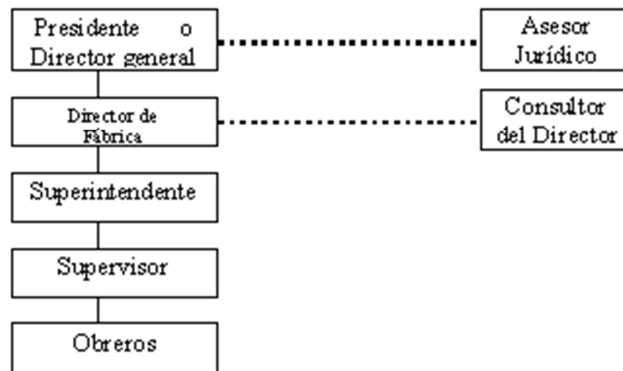 Presidente o
Director general
Asesor
Jurídico
Director de
Fábrica
Consultor
del Director
Superintendente
Supervisor
Obreros